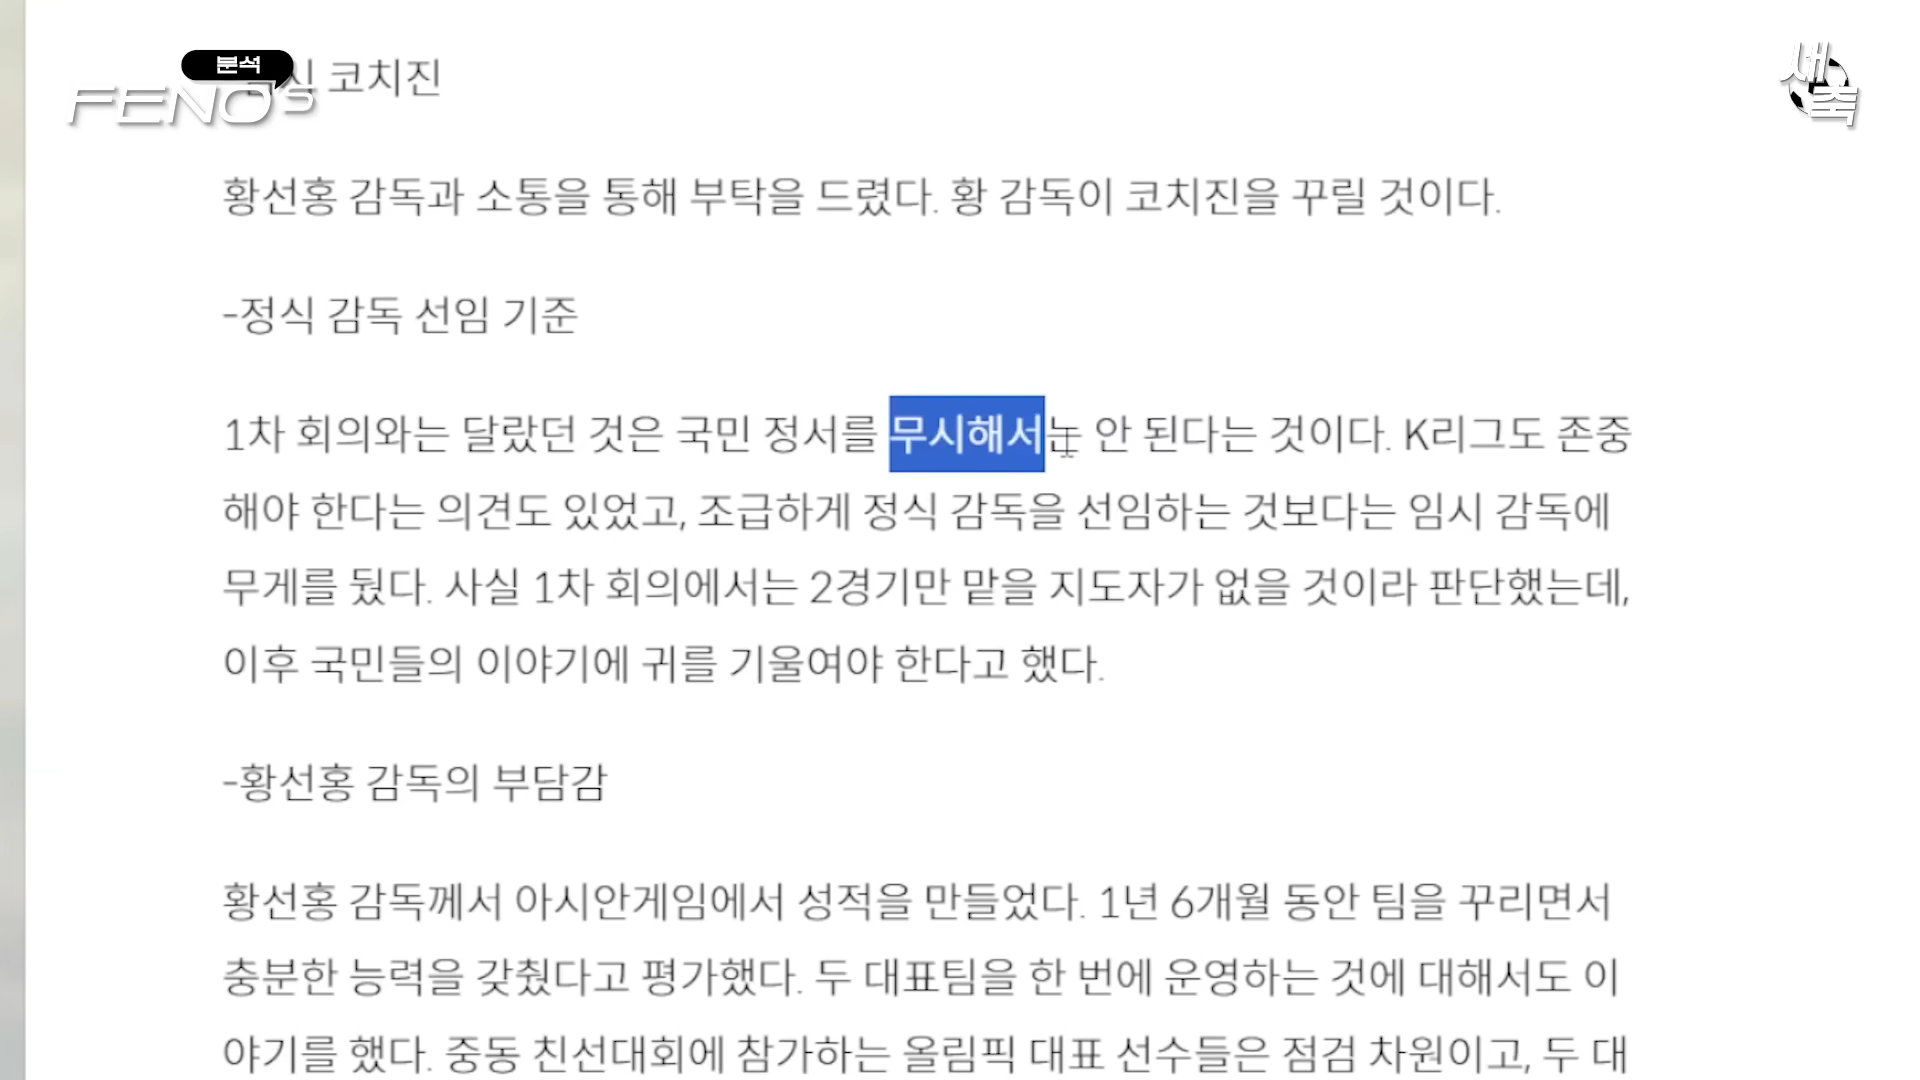 분석
FENO's
세축
식 코치진
황선홍 감독과 소통을 통해 부탁을 드렸다. 황 감독이 코치진을 꾸릴 것이다.
-정식 감독 선임 기준
1차 회의와는 달랐던 것은 국민 정서를 무시해서는 안 된다는 것이다. K리그도 존중
해야 한다는 의견도 있었고, 조급하게 정식 감독을 선임하는 것보다는 임시 감독에
무게를 뒀다. 사실 1차 회의에서는 2경기만 맡을 지도자가 없을 것이라 판단했는데,
이후 국민들의 이야기에 귀를 기울여야 한다고 했다.
-황선홍 감독의 부담감
황선홍 감독께서 아시안게임에서 성적을 만들었다. 1년 6개월 동안 팀을 꾸리면서
충분한 능력을 갖췄다고 평가했다. 두 대표팀을 한 번에 운영하는 것에 대해서도 이
야기를 했다. 중동 친선대회에 참가하는 올림픽 대표 선수들은 점검 차원이고, 두 대